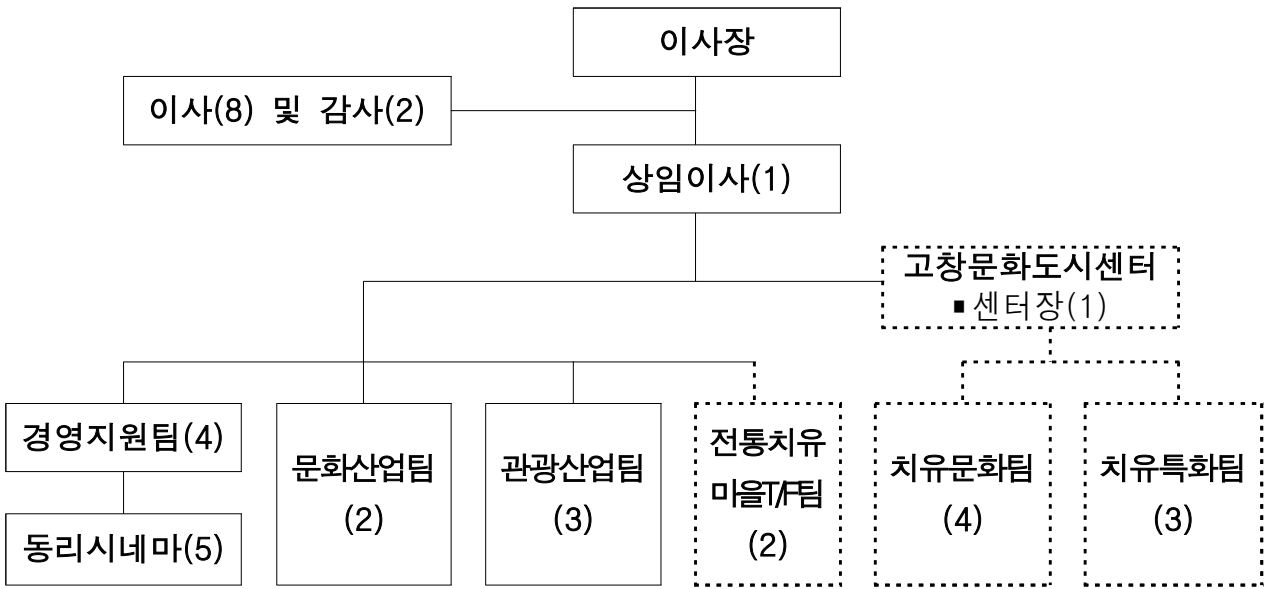 이사장
이사(8) 및 감사(2)
상임이사(1)
고창문화도시센터
▪센터장(1)
경영지원팀(4)
동리시네마(5)
문화산업팀
(2)
관광산업팀
(3)
전통치유
마을T/F팀
(2)
치유문화팀
(4)
치유특화팀
(3)